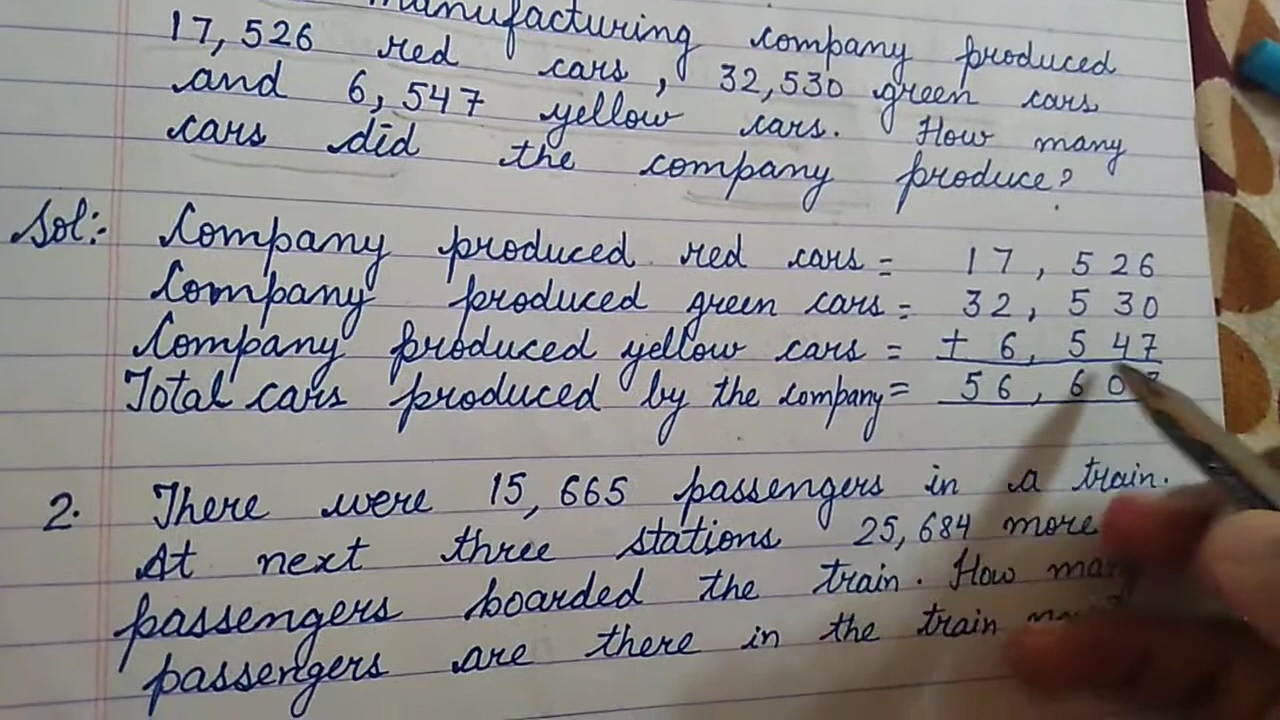 manufacturing company produced
17,526 red cars, 32,530 green cars
and 6,547 yellow cars. How many
cars did the company produce?
Sol:- Company produced red cars = 17,526
Company produced green cars = 32,530
Company produced yellow cars = + 6,547
Total cars produced by the company = 56,60
2. There were 15,665 passengers in a train.
At next three stations 25,684 more
passengers boarded the train. How
passengers are there in the train